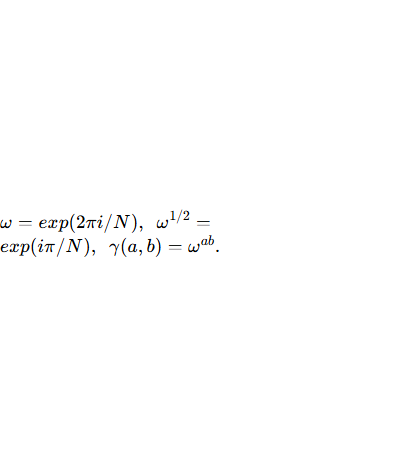 ω = exp(2πi/N), ω^{1/2} =
exp(iπ/N), γ(a, b) = ω^{ab}.